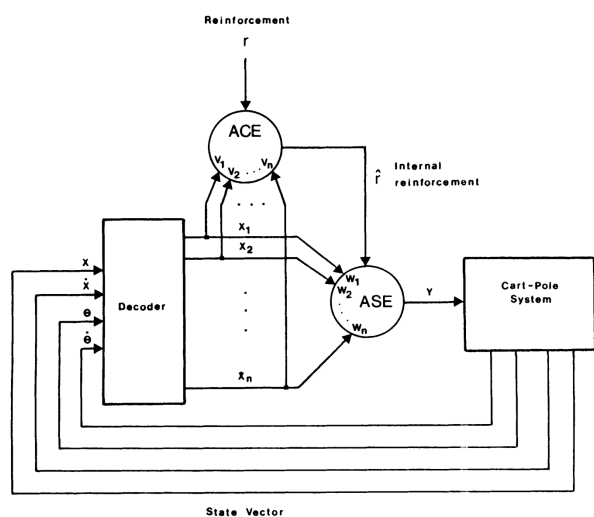 Reinforcement
r
ACE
v₁
v₂ . . . . vₙ
r̂ Internal
reinforcement
. . .
x₁
x₂
x
ẋ
θ
θ̇
Decoder
w₁
w₂
wₙ
ASE
y
Cart-Pole
System
xₙ
State Vector